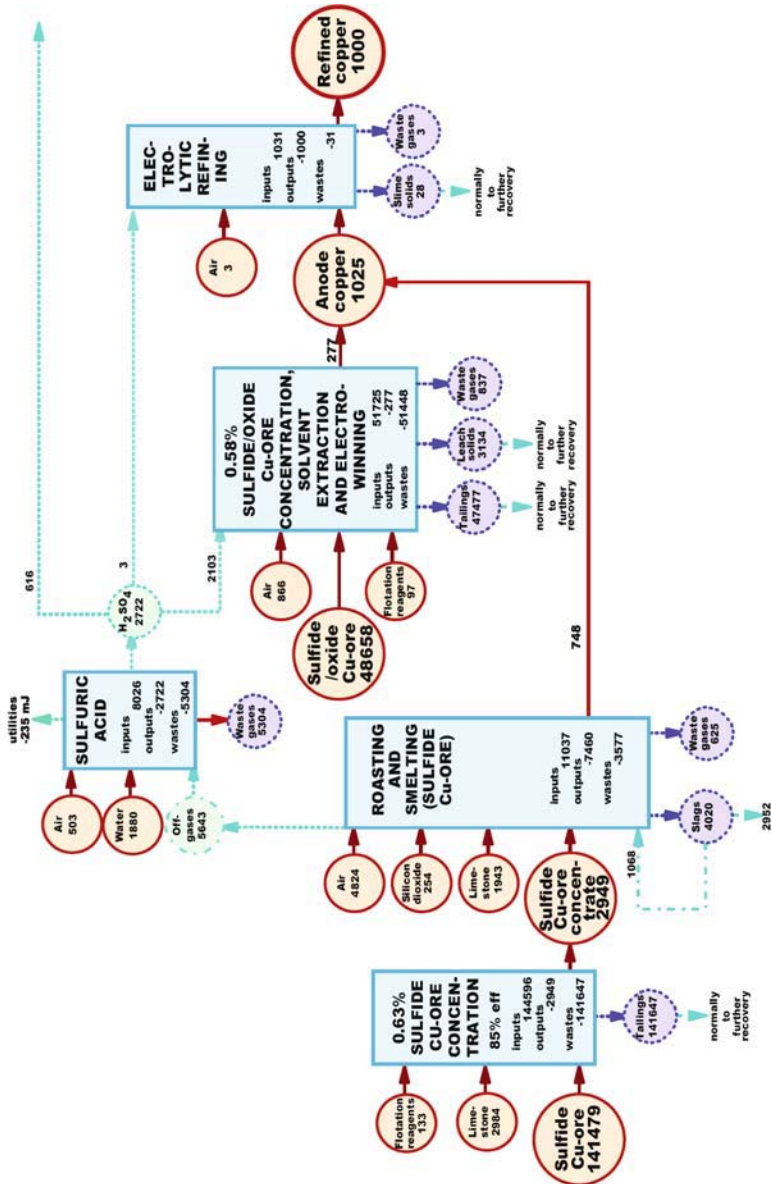 616
utilities
-235 mJ
Air
503
Water
1880
Off-
gases
5643
SULFURIC
ACID
inputs 8026
outputs -2722
wastes -5304
Waste
gases
5304
H2SO4
2722
3
2103
Flotation
reagents
133
Lime-
stone
2984
Sulfide
Cu-ore
141479
0.63%
SULFIDE
CU-ORE
CONCEN-
TRATION
85% eff
inputs 144596
outputs -2949
wastes -141647
Tailings
141647
normally
to
further
recovery
Air
4824
Silicon
dioxide
254
Lime-
stone
1943
Sulfide
Cu-ore
concen-
trate
2949
ROASTING
AND
SMELTING
(SULFIDE
Cu-ORE)
inputs 11037
outputs -7460
wastes -3577
1068
Slags
4020
2952
Waste
gases
625
748
Air
866
Sulfide
/oxide
Cu-ore
48658
Flotation
reagents
97
0.58%
SULFIDE/OXIDE
Cu-ORE
CONCENTRATION,
SOLVENT
EXTRACTION
AND ELECTRO-
WINNING
inputs 51725
outputs -277
wastes -51448
Tailings
47477
normally
to
further
recovery
Leach
solids
3134
normally
to
further
recovery
Waste
gases
837
277
Anode
copper
1025
Air
3
ELEC-
TRO-
LYTIC
REFIN-
ING
inputs 1031
outputs -1000
wastes -31
Slime
solids
28
normally
to
further
recovery
Waste
gases
3
Refined
copper
1000